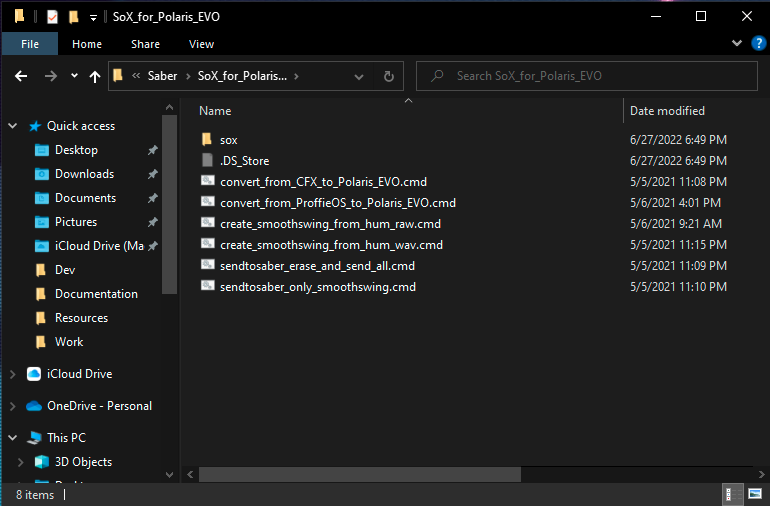 SoX_for_Polaris_EVO
File Home Share View
Saber SoX_for_Polaris... Search SoX_for_Polaris_EVO
Name Date modified
Quick access
Desktop
Downloads
Documents
Pictures
iCloud Drive (Ma
Dev
Documentation
Resources
Work
iCloud Drive
OneDrive - Personal
This PC
3D Objects
sox 6/27/2022 6:49 PM
.DS_Store 6/27/2022 6:49 PM
convert_from_CFX_to_Polaris_EVO.cmd 5/5/2021 11:08 PM
convert_from_ProffieOS_to_Polaris_EVO.cmd 5/6/2021 4:01 PM
create_smoothswing_from_hum_raw.cmd 5/6/2021 9:21 AM
create_smoothswing_from_hum_wav.cmd 5/5/2021 11:15 PM
sendtosaber_erase_and_send_all.cmd 5/5/2021 11:09 PM
sendtosaber_only_smoothswing.cmd 5/5/2021 11:10 PM
8 items